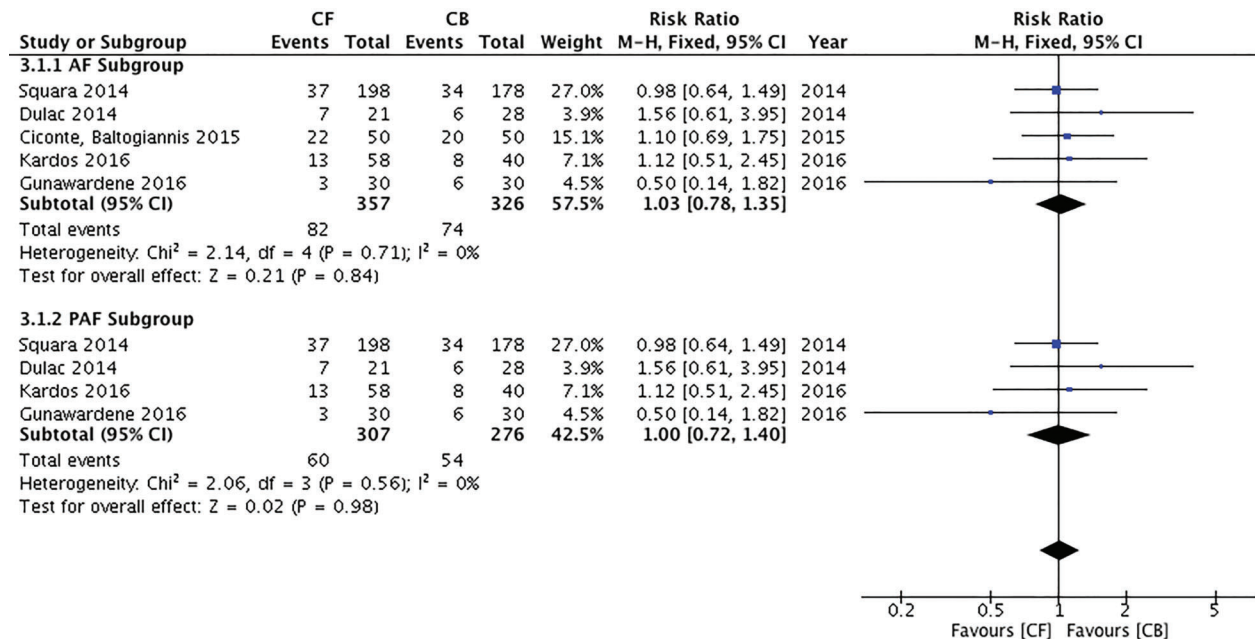 CF CB Risk Ratio Risk Ratio
Study or Subgroup Events Total Events Total Weight M-H, Fixed, 95% CI Year M-H, Fixed, 95% CI
3.1.1 AF Subgroup
Squara 2014 37 198 34 178 27.0% 0.98 [0.64, 1.49] 2014
Dulac 2014 7 21 6 28 3.9% 1.56 [0.61, 3.95] 2014
Ciconte, Baltogiannis 2015 22 50 20 50 15.1% 1.10 [0.69, 1.75] 2015
Kardos 2016 13 58 8 40 7.1% 1.12 [0.51, 2.45] 2016
Gunawardene 2016 3 30 6 30 4.5% 0.50 [0.14, 1.82] 2016
Subtotal (95% CI) 357 326 57.5% 1.03 [0.78, 1.35]
Total events 82 74
Heterogeneity: Chi² = 2.14, df = 4 (P = 0.71); I² = 0%
Test for overall effect: Z = 0.21 (P = 0.84)
3.1.2 PAF Subgroup
Squara 2014 37 198 34 178 27.0% 0.98 [0.64, 1.49] 2014
Dulac 2014 7 21 6 28 3.9% 1.56 [0.61, 3.95] 2014
Kardos 2016 13 58 8 40 7.1% 1.12 [0.51, 2.45] 2016
Gunawardene 2016 3 30 6 30 4.5% 0.50 [0.14, 1.82] 2016
Subtotal (95% CI) 307 276 42.5% 1.00 [0.72, 1.40]
Total events 60 54
Heterogeneity: Chi² = 2.06, df = 3 (P = 0.56); I² = 0%
Test for overall effect: Z = 0.02 (P = 0.98)
0.2 0.5 1 2 5
Favours [CF] Favours [CB]